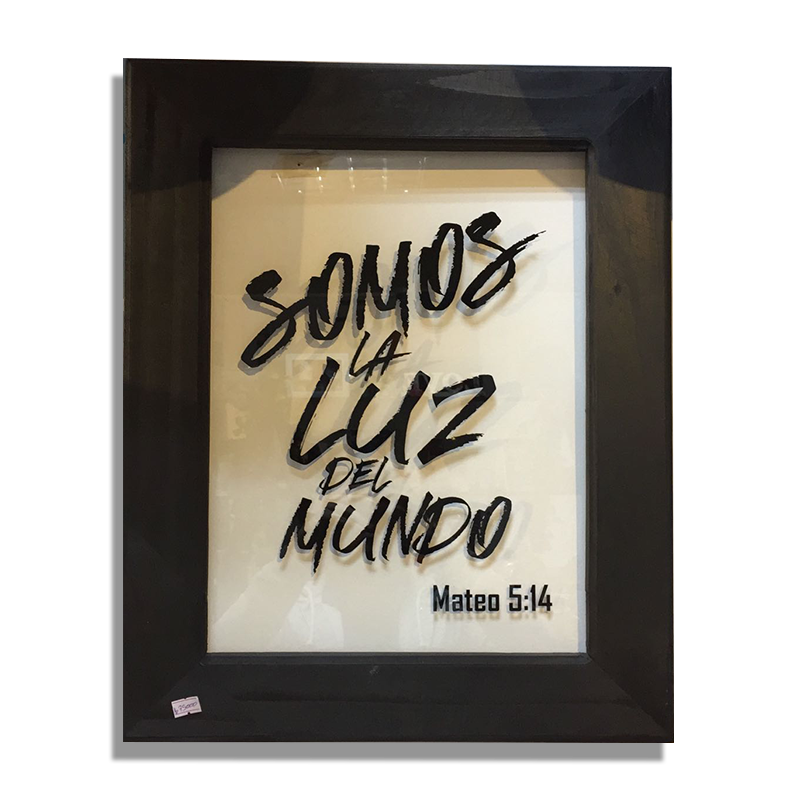 SOMOS
LA
LUZ
DEL
MUNDO
Mateo 5:14